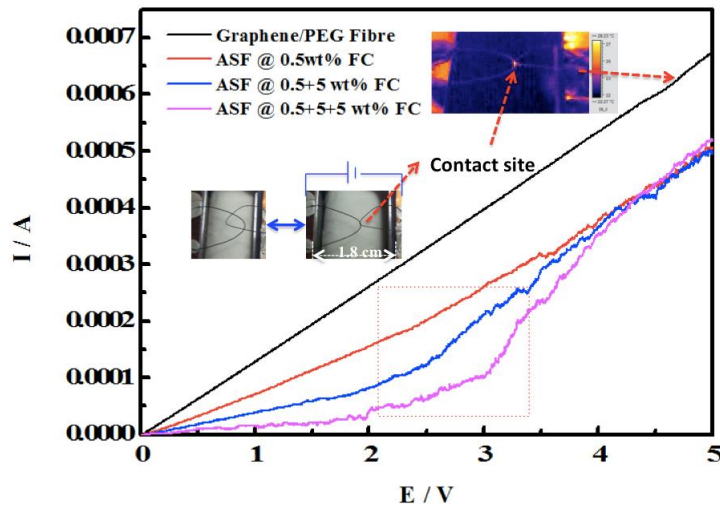 0.0007
0.0006
0.0005
0.0004
0.0003
0.0002
0.0001
0.0000
I / A
Graphene/PEG Fibre
ASF @ 0.5wt% FC
ASF @ 0.5+5 wt% FC
ASF @ 0.5+5+5 wt% FC
Contact site
1.8 cm
0
1
2
3
4
5
E / V